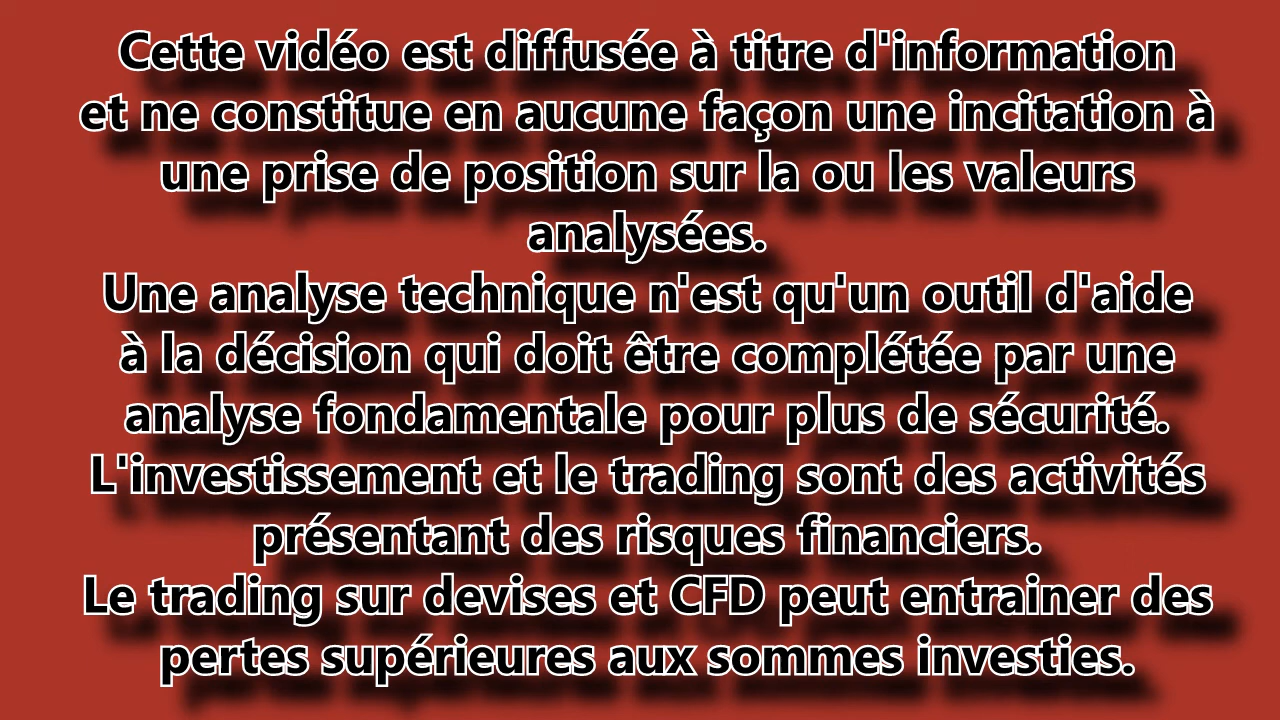 Cette vidéo est diffusée à titre d'information
et ne constitue en aucune façon une incitation à
une prise de position sur la ou les valeurs
analysées.
Une analyse technique n'est qu'un outil d'aide
à la décision qui doit être complétée par une
analyse fondamentale pour plus de sécurité.
L'investissement et le trading sont des activités
présentant des risques financiers.
Le trading sur devises et CFD peut entrainer des
pertes supérieures aux sommes investies.